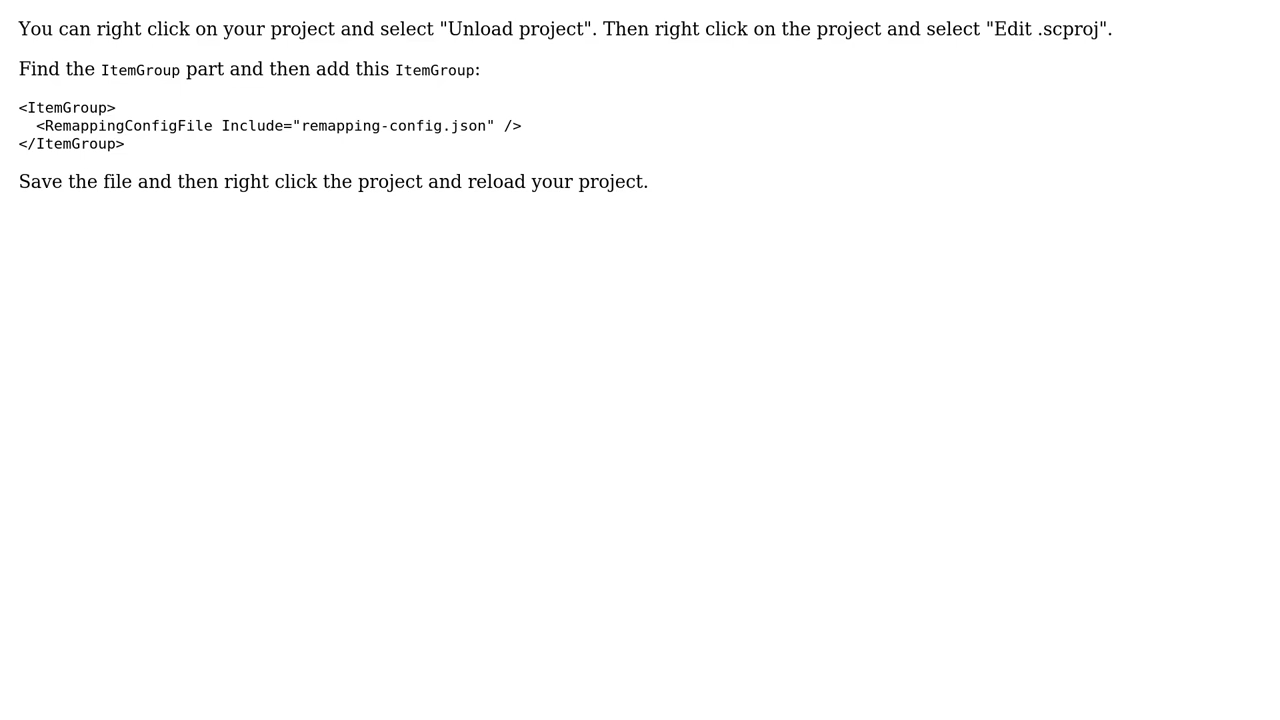 You can right click on your project and select "Unload project". Then right click on the project and select "Edit .scproj".
Find the ItemGroup part and then add this ItemGroup:
<ItemGroup>
  <RemappingConfigFile Include="remapping-config.json" />
</ItemGroup>
Save the file and then right click the project and reload your project.